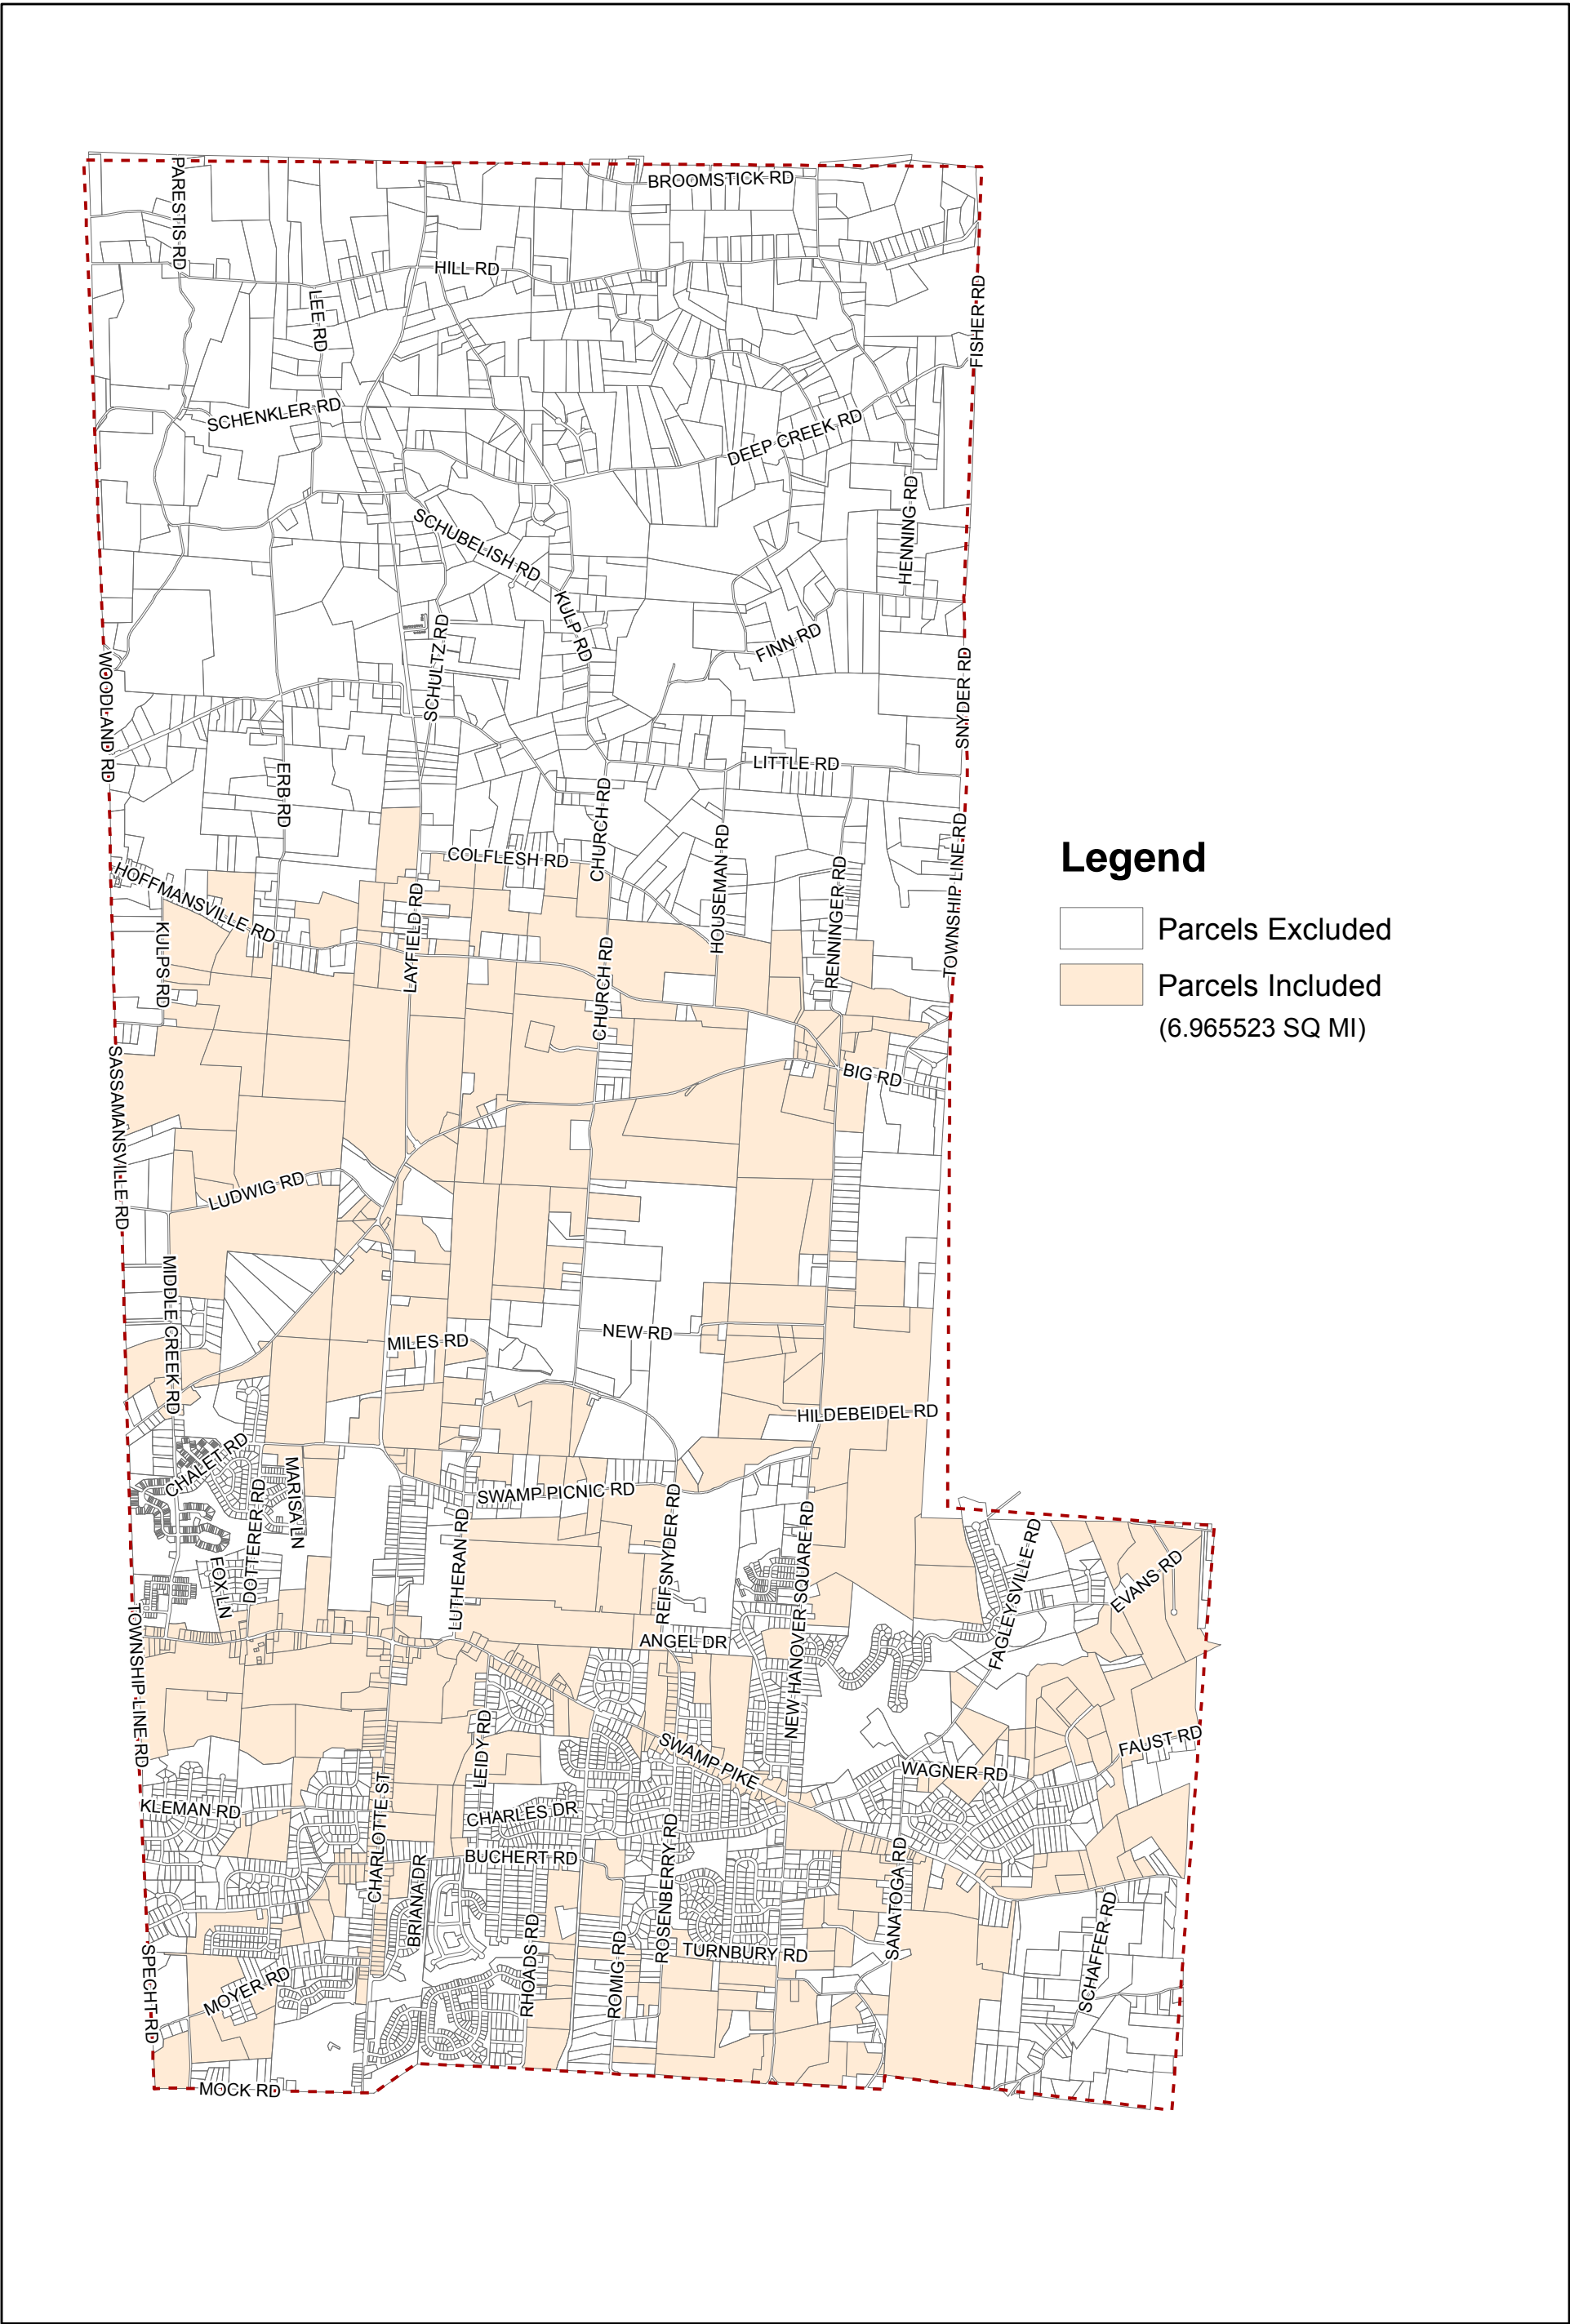 BROOMSTICK RD
PARESTIS RD
HILL RD
LEE RD
FISHER RD
SCHENKLER RD
DEEP CREEK RD
HENNING RD
SCHUBELISH RD
KULP RD
FINN RD
SCHULTZ RD
WOODLAND RD
SNYDER RD
LITTLE RD
ERB RD
CHURCH RD
COLFLESH RD
HOUSEMAN RD
RENNINGER RD
TOWNSHIP LINE RD
Legend
Parcels Excluded
Parcels Included
(6.965523 SQ MI)
HOFFMANSVILLE RD
KULPS RD
LAYFIELD RD
CHURCH RD
BIG RD
SASSAMANSVILLE RD
LUDWIG RD
MIDDLE CREEK RD
MILES RD
NEW RD
HILDEBEIDEL RD
CHALET RD
MARISA LN
DOTTERER RD
FOX LN
SWAMP PICNIC RD
LUTHERAN RD
REIFSNYDER RD
NEW HANOVER SQUARE RD
FAGLEYSVILLE RD
EVANS RD
TOWNSHIP LINE RD
ANGEL DR
LEIDY RD
SWAMP PIKE
FAUST RD
WAGNER RD
KLEMAN RD
CHARLOTTE ST
CHARLES DR
BUCHERT RD
BRIANA DR
ROSENBERRY RD
SANATOGA RD
SCHAFFER RD
TURNBURY RD
RHOADS RD
ROMIG RD
SPECHT RD
MOYER RD
MOCK RD